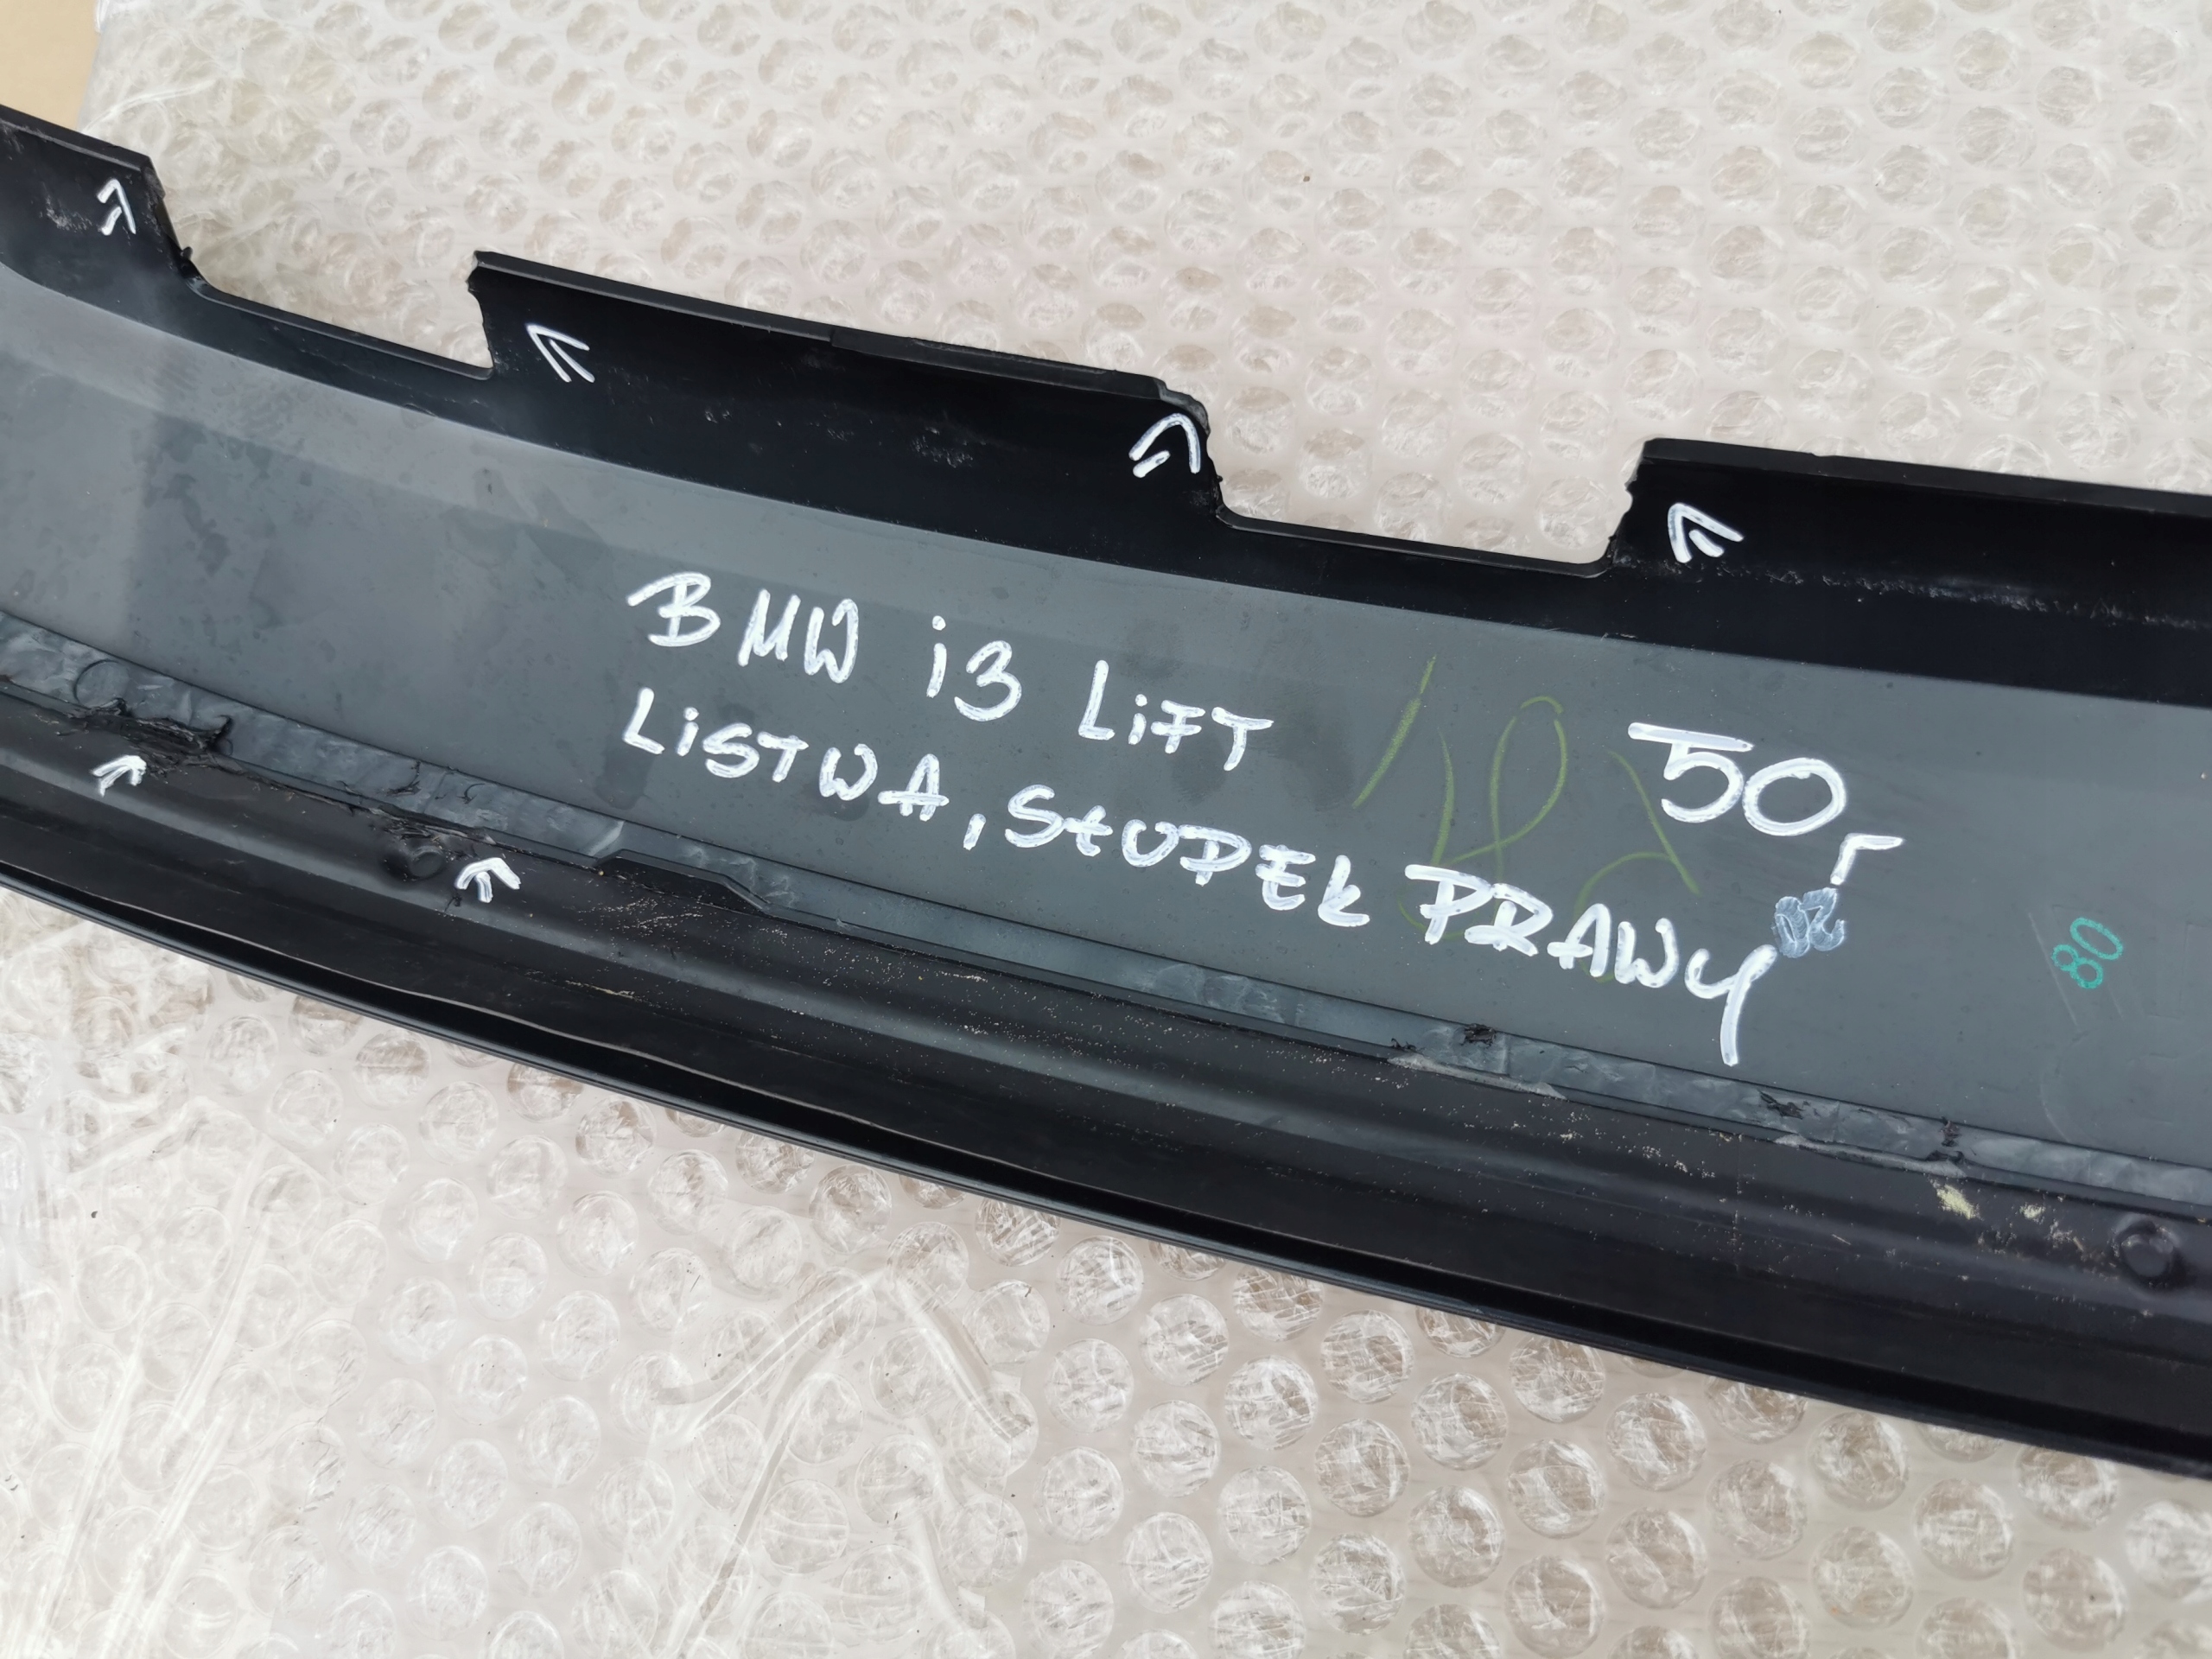 BMW i3 LiFT
LiSTWA, SŁUPEK PRAWY
50
80